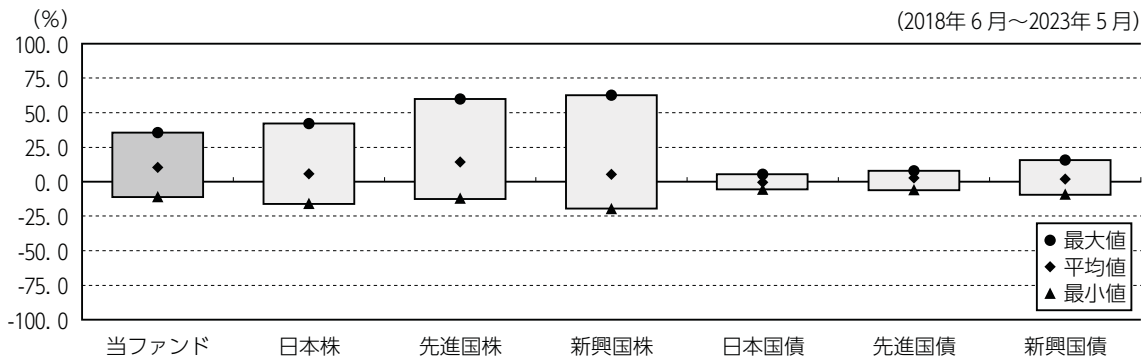 (%)
(2018年6月～2023年5月)
100.0
75.0
50.0
25.0
0.0
-25.0
-50.0
-75.0
-100.0
● 最大値
◆ 平均値
▲ 最小値
当ファンド 日本株 先進国株 新興国株 日本国債 先進国債 新興国債